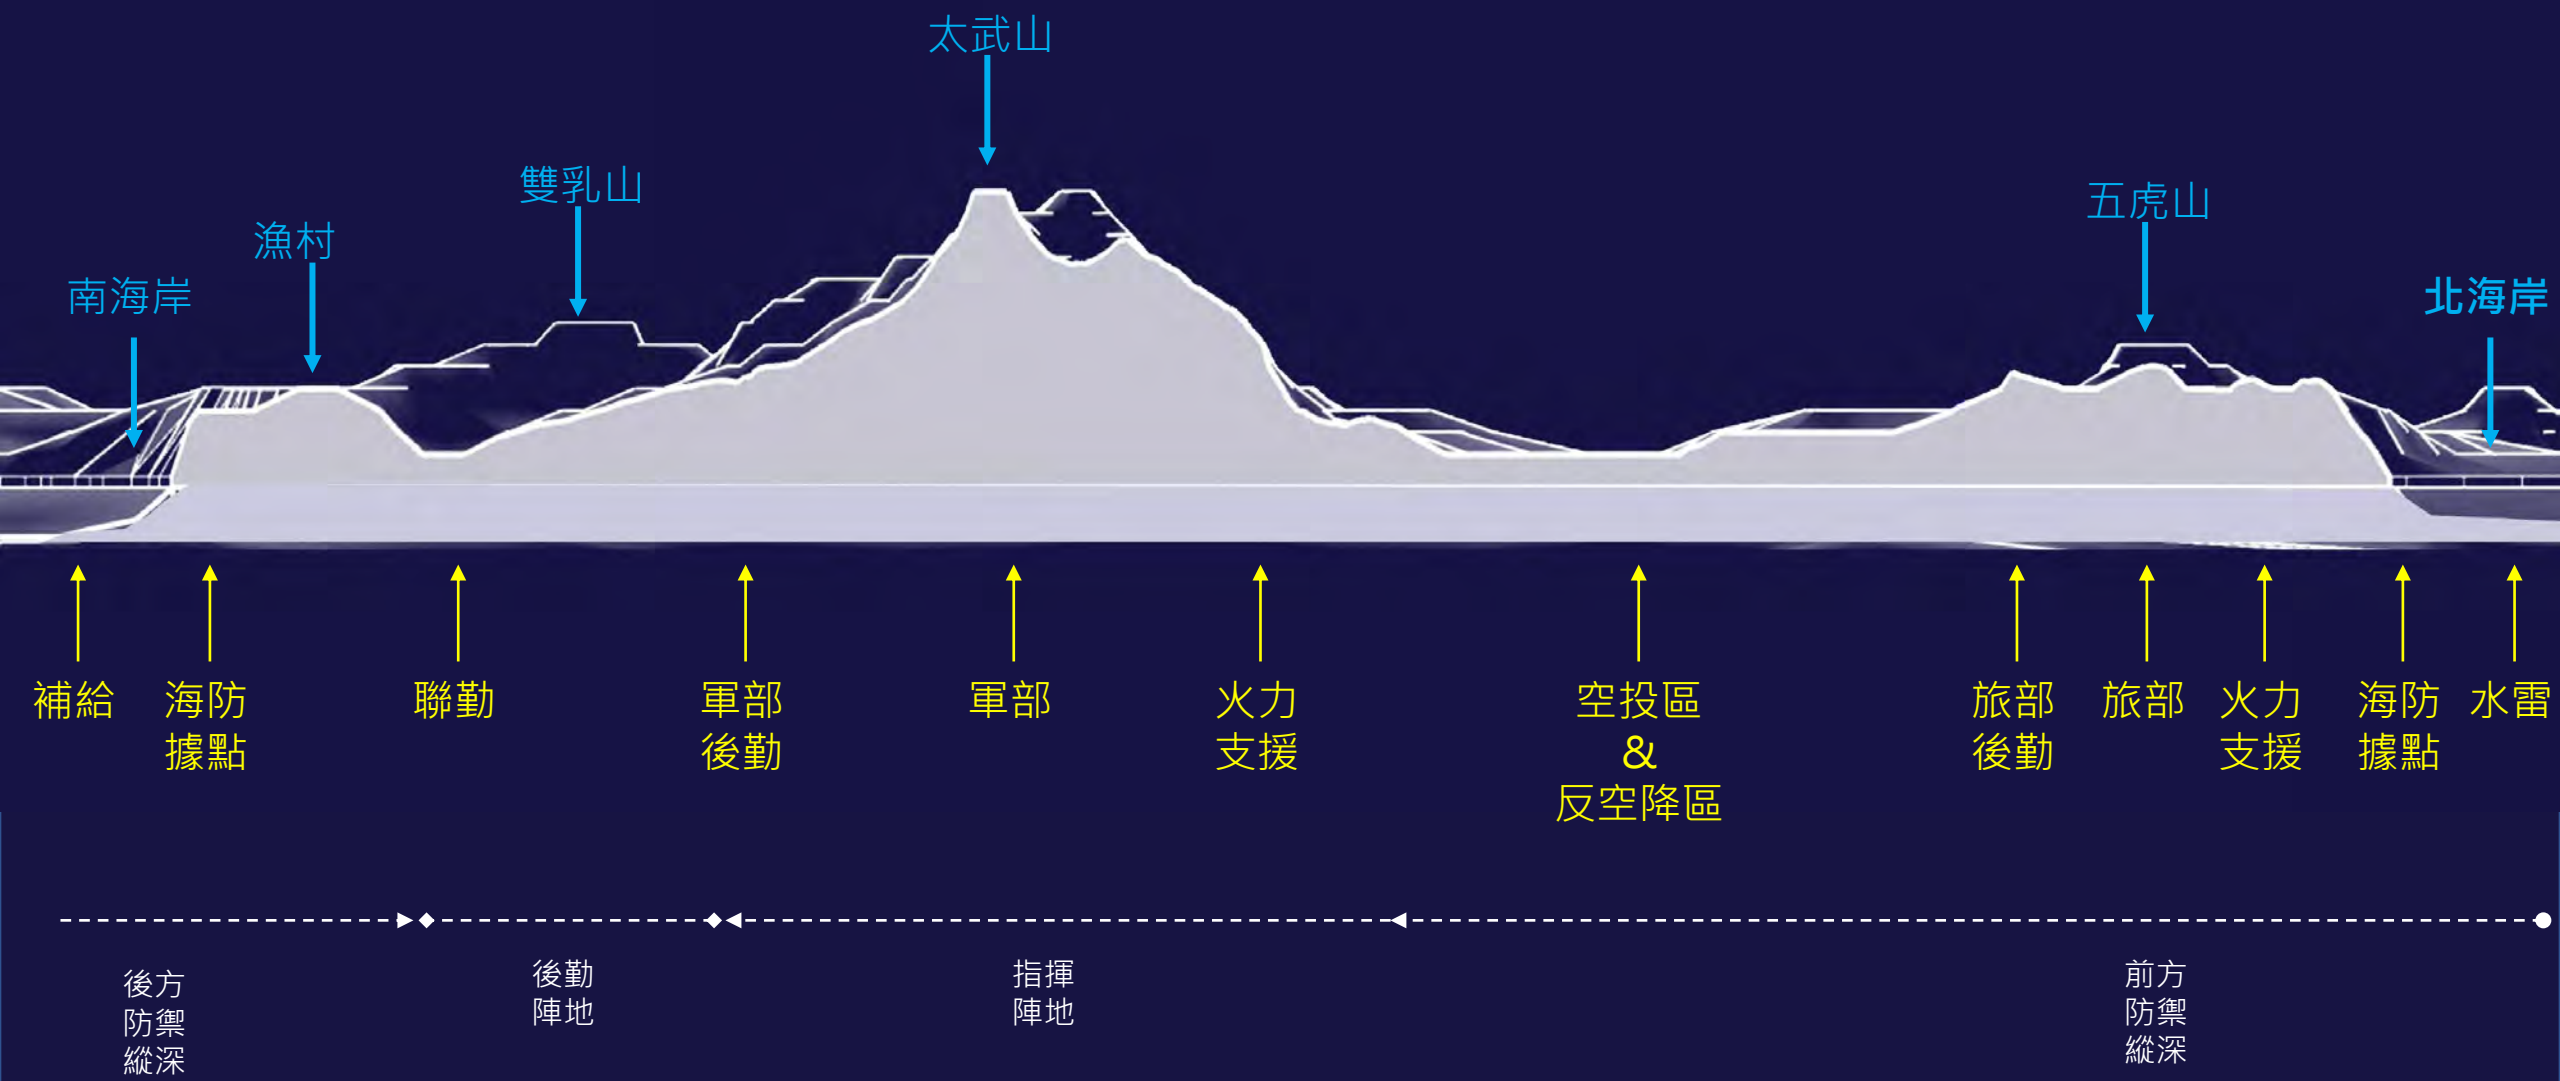 太武山
雙乳山
五虎山
漁村
南海岸
北海岸
補給
海防
據點
聯勤
軍部
後勤
軍部
火力
支援
空投區
&
反空降區
旅部
後勤
旅部
火力
支援
海防
據點
水雷
後方
防禦
縱深
後勤
陣地
指揮
陣地
前方
防禦
縱深